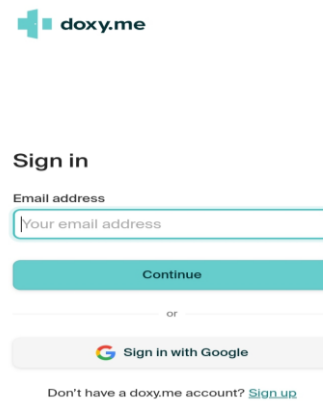 doxy.me
Sign in
Email address
Your email address
Continue
or
Sign in with Google
Don't have a doxy.me account? Sign up